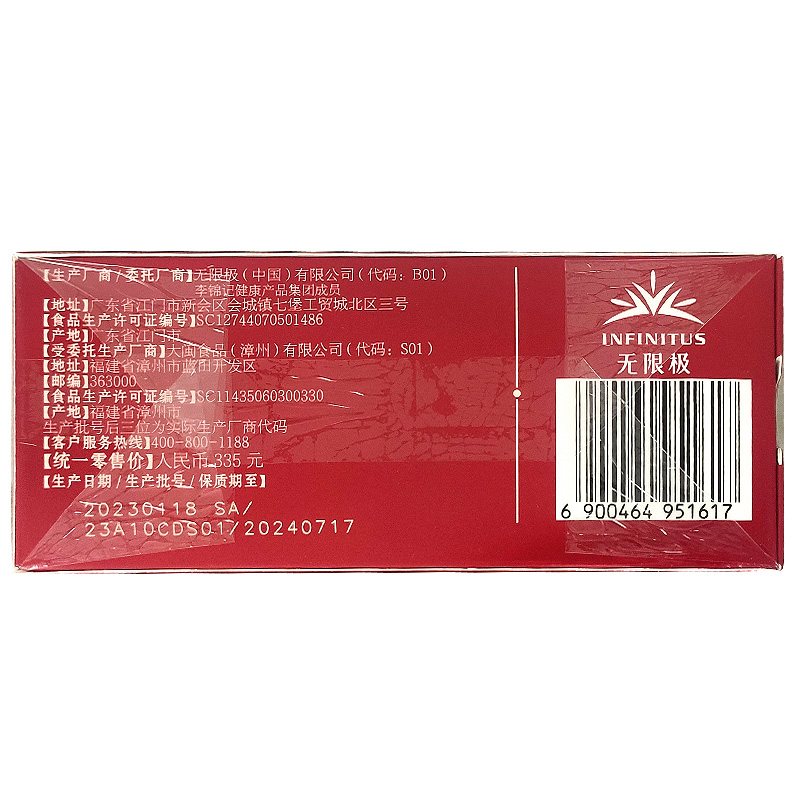 【生产厂商/委托厂商】无限极(中国)有限公司(代码：B01)
李锦记健康产品集团成员
【地址】广东省江门市新会区会城镇七堡工贸城北区三号
【食品生产许可证编号】SC12744070501486
【产地】广东省江门市
【受委托生产厂商】大闽食品(漳州)有限公司(代码：S01)
【地址】福建省漳州市蓝田开发区
【邮编】363000
【食品生产许可证编号】SC11435060300330
【产地】福建省漳州市
生产批号后三位为实际生产厂商代码
【客户服务热线】400-800-1188
【统一零售价】人民币 335 元
【生产日期/生产批号/保质期至】
20230118 SA/
23A10CDS01/20240717
INFINITUS
无限极
6 900464 951617